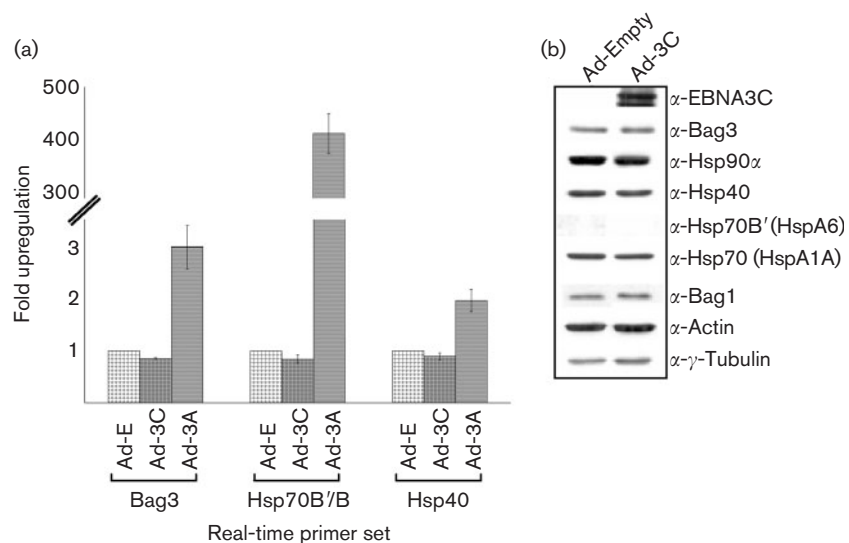 (a)
500
400
300
3
2
1
Fold upregulation
Ad-E
Ad-3C
Ad-3A
Ad-E
Ad-3C
Ad-3A
Ad-E
Ad-3C
Ad-3A
Bag3
Hsp70B′/B
Hsp40
Real-time primer set
(b)
Ad-Empty
Ad-3C
α-EBNA3C
α-Bag3
α-Hsp90α
α-Hsp40
α-Hsp70B′ (HspA6)
α-Hsp70 (HspA1A)
α-Bag1
α-Actin
α-γ-Tubulin